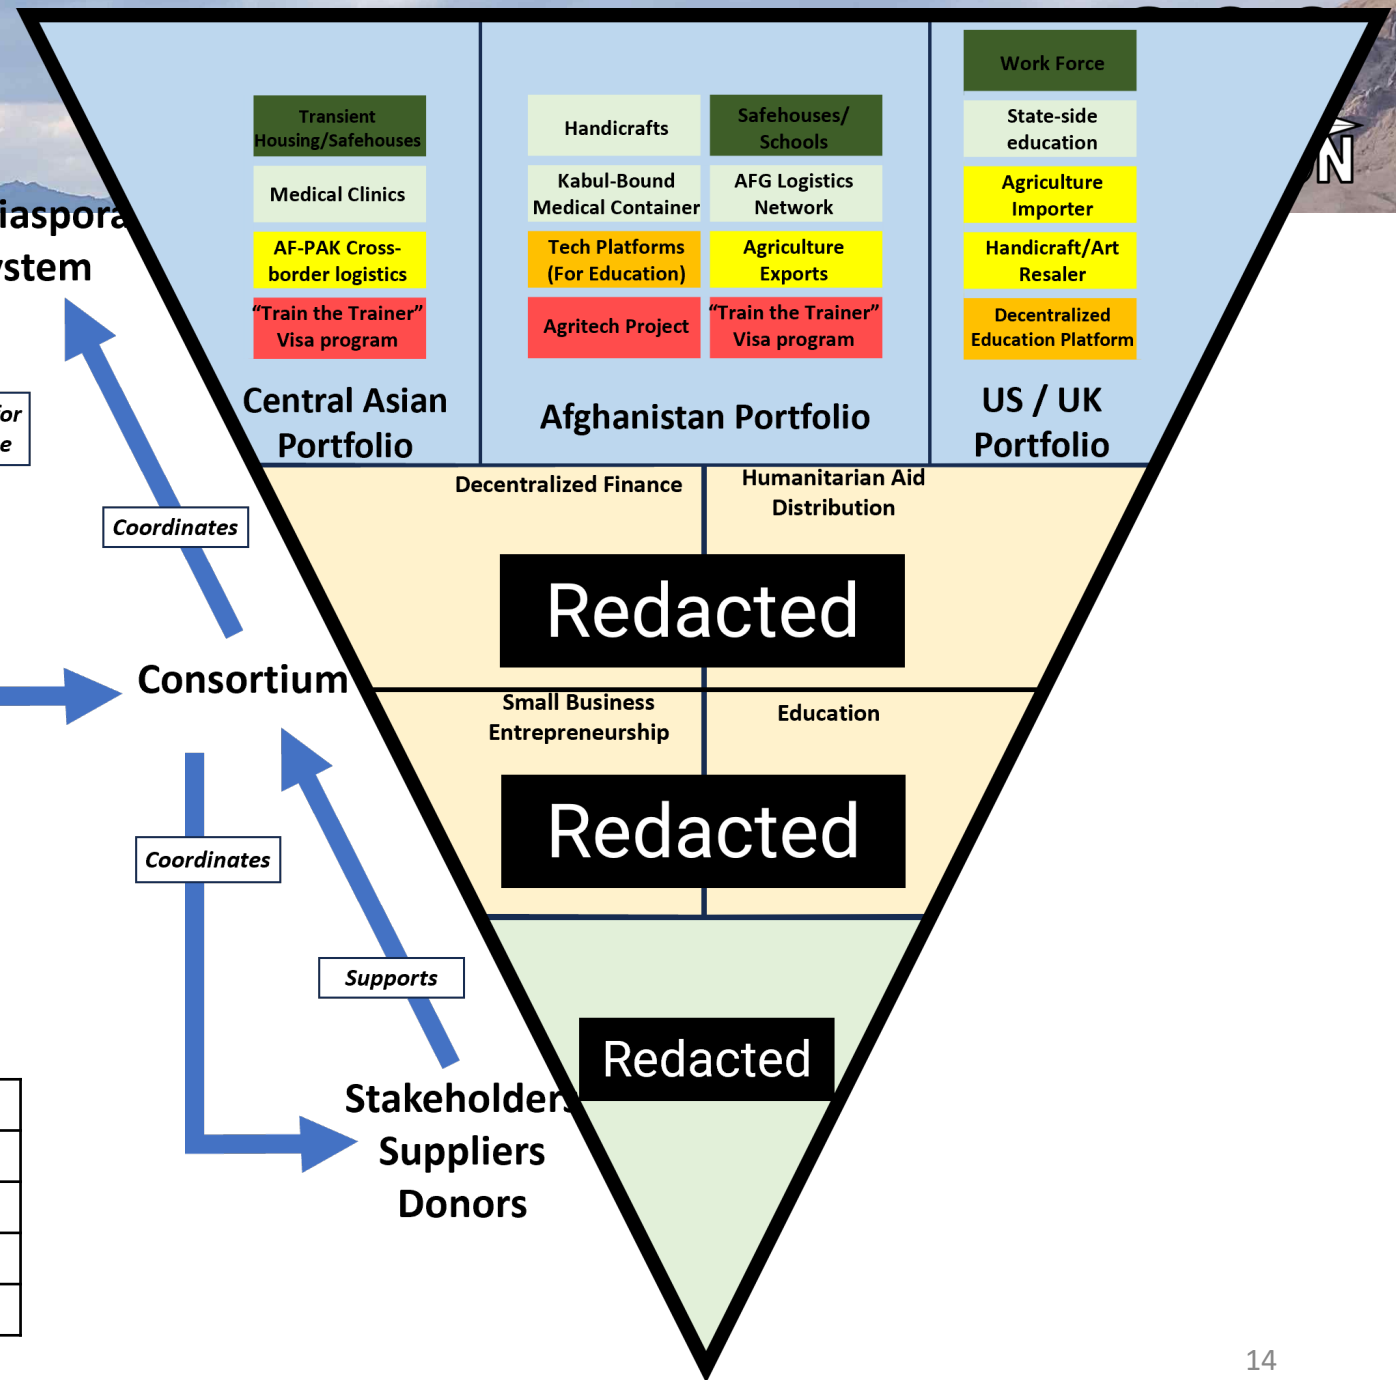 Work Force
Transient
Housing/Safehouses
Handicrafts
Safehouses/
Schools
State-side
education
Medical Clinics
Kabul-Bound
Medical Container
AFG Logistics
Network
Agriculture
Importer
AF-PAK Cross-
border logistics
Tech Platforms
(For Education)
Agriculture
Exports
Handicraft/Art
Resaler
"Train the Trainer"
Visa program
Agritech Project
"Train the Trainer"
Visa program
Decentralized
Education Platform
Central Asian
Portfolio
Afghanistan Portfolio
US / UK
Portfolio
Coordinates
Decentralized Finance
Humanitarian Aid
Distribution
Redacted
Consortium
Small Business
Entrepreneurship
Education
Redacted
Coordinates
Supports
Redacted
Stakeholders
Suppliers
Donors
14